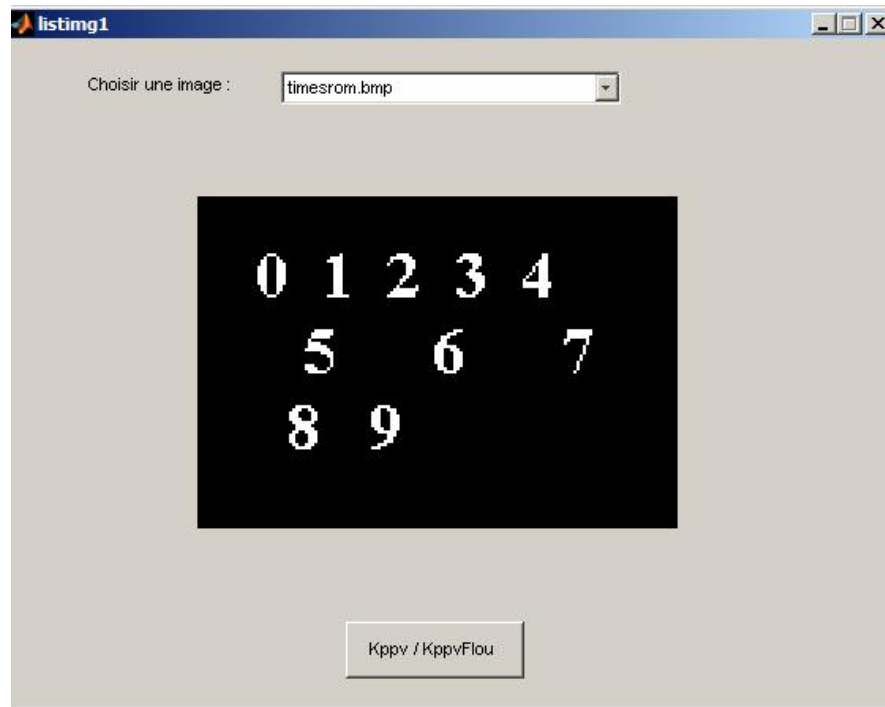 listimg1
Choisir une image :
timesrom.bmp
0 1 2 3 4
5 6 7
8 9
Kppv / KppvFlou